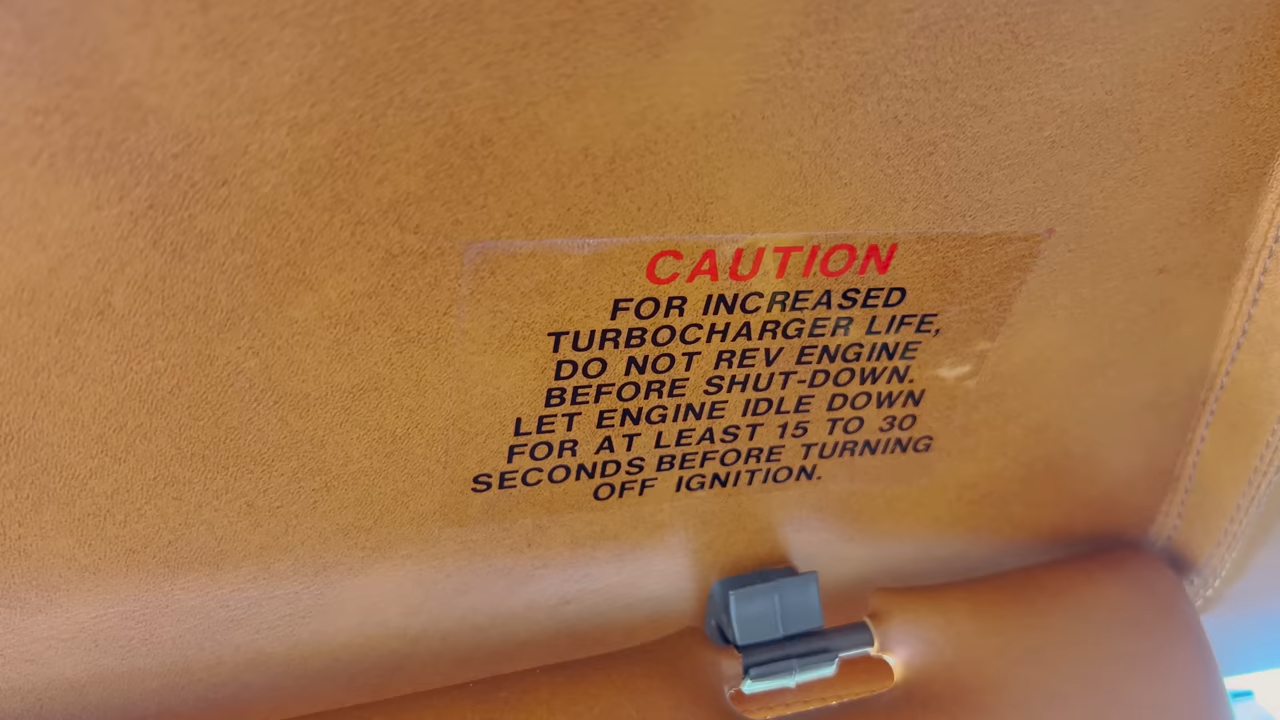 CAUTION
FOR INCREASED
TURBOCHARGER LIFE,
DO NOT REV ENGINE
BEFORE SHUT-DOWN.
LET ENGINE IDLE DOWN
FOR AT LEAST 15 TO 30
SECONDS BEFORE TURNING
OFF IGNITION.